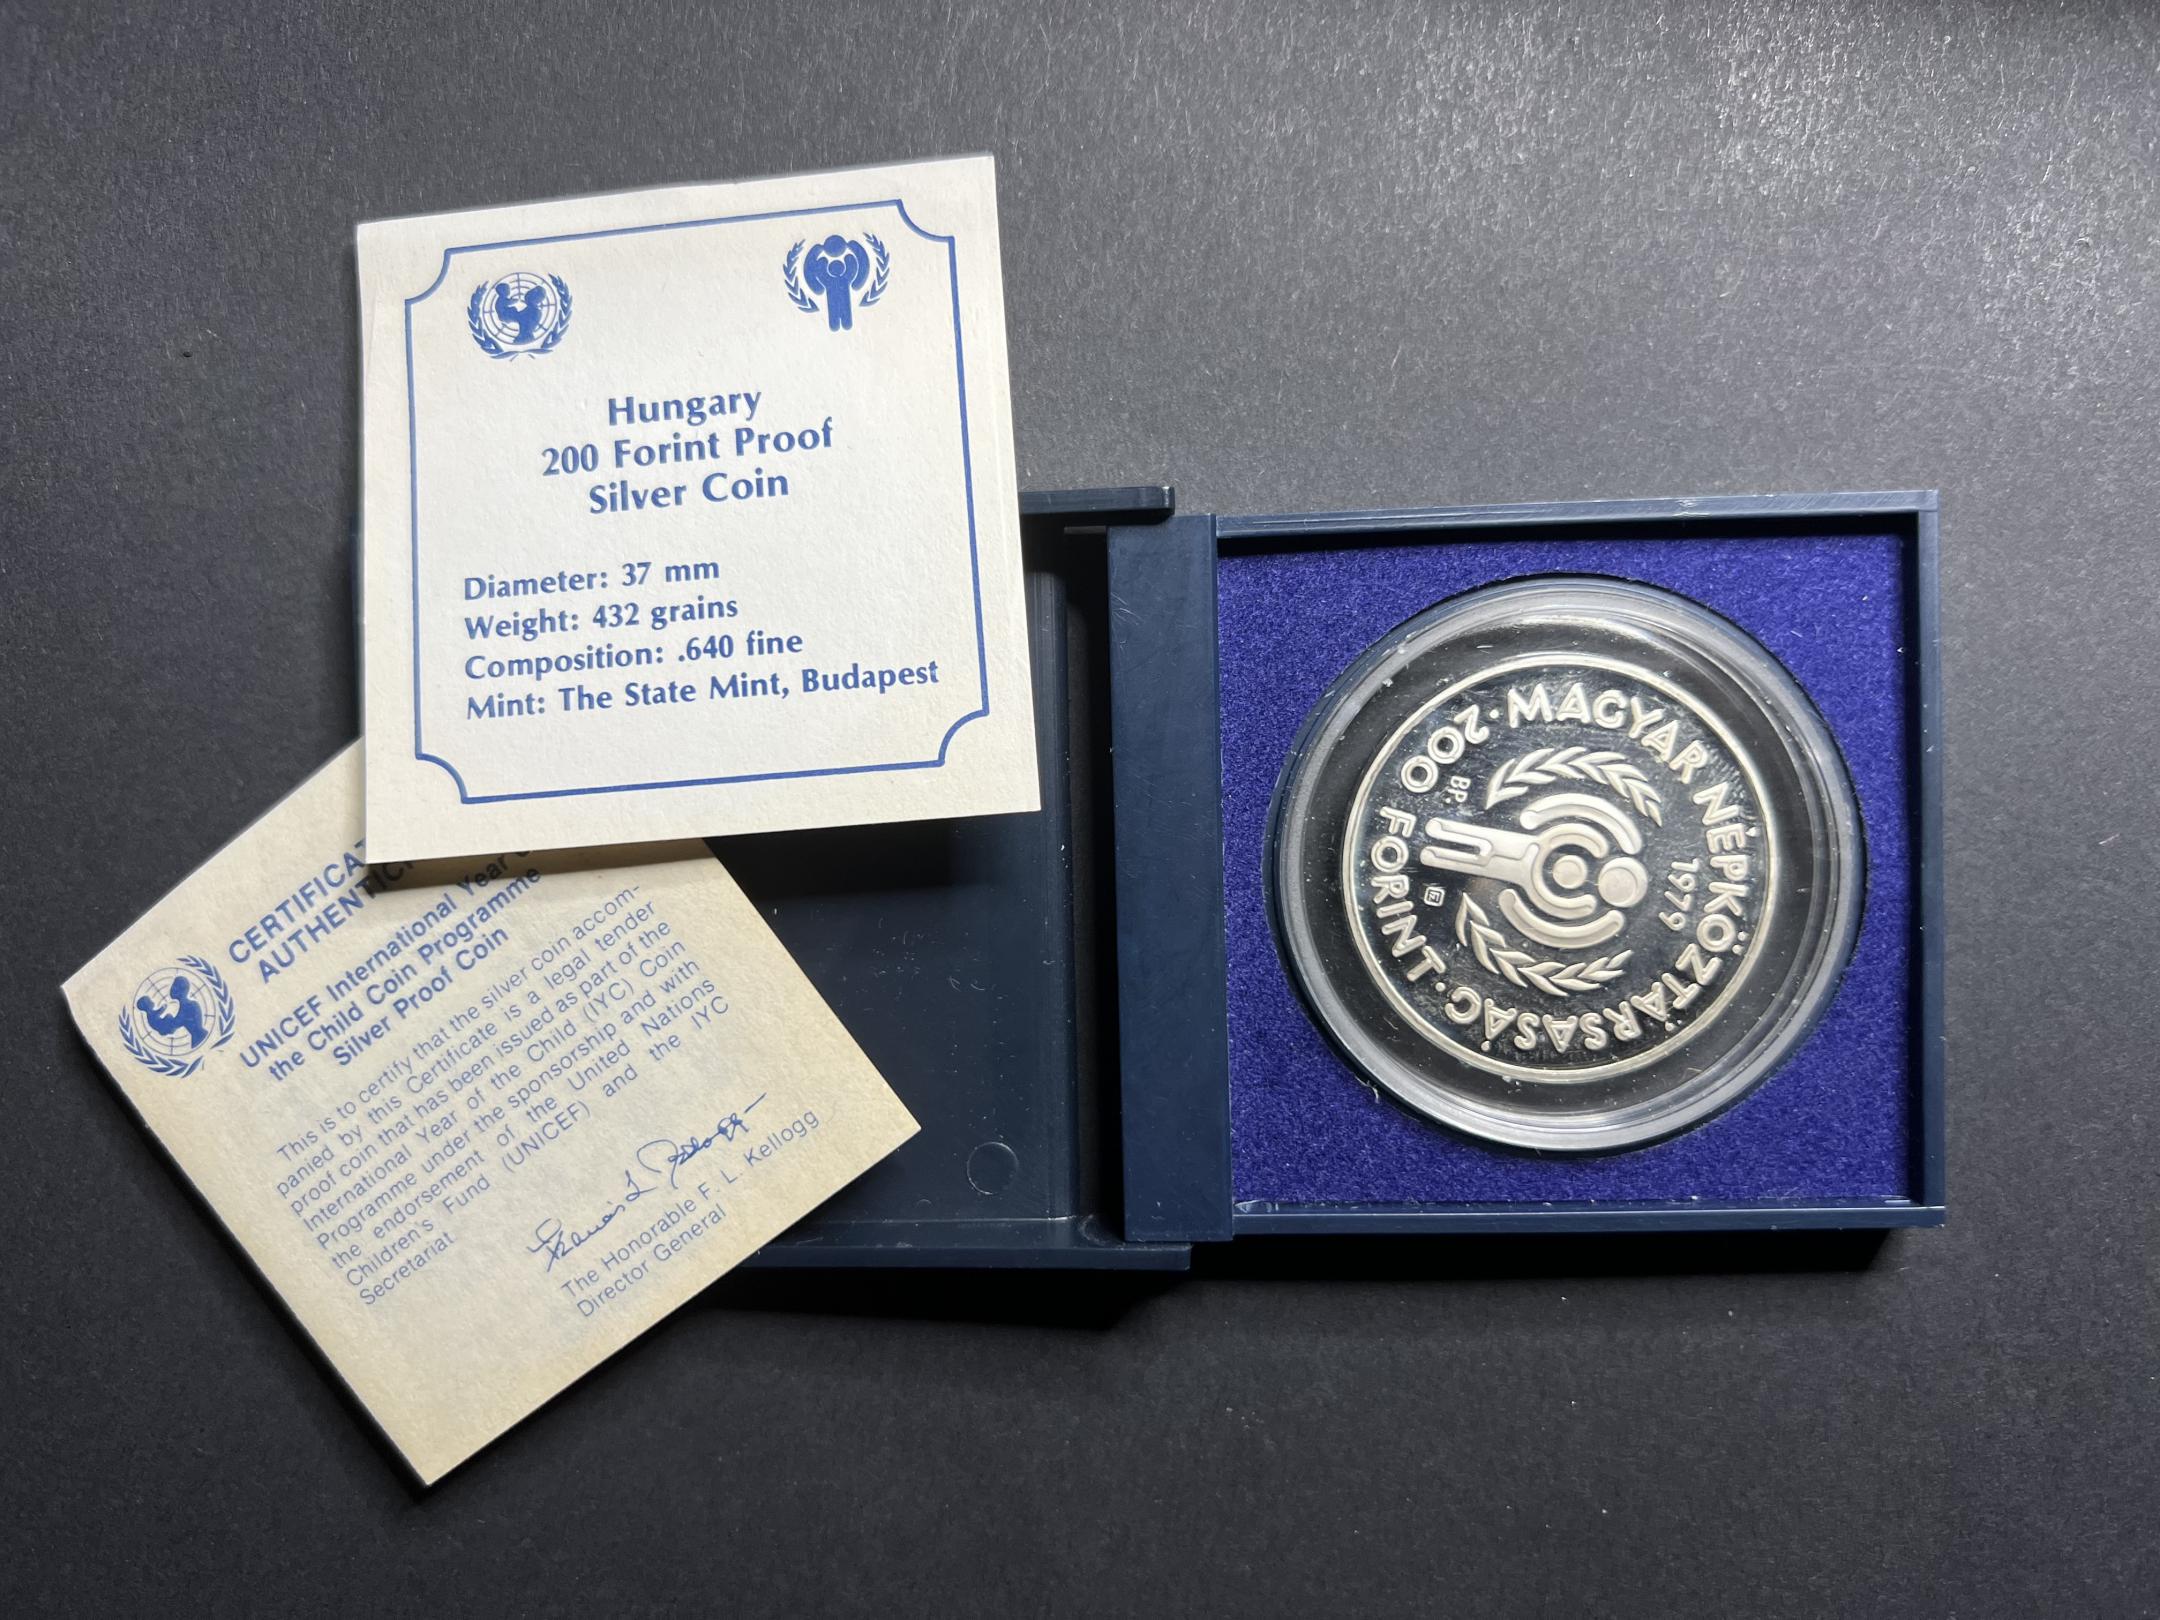 Hungary
200 Forint Proof
Silver Coin
Diameter: 37 mm
Weight: 432 grains
Composition: .640 fine
Mint: The State Mint, Budapest
UNICEF International Year
the Child Coin Programme
Silver Proof Coin
This is to certify that the silver coin accom-
panied by this Certificate is a legal tender
proof coin that has been issued as part of the
International Year of the Child (IYC) Coin
Programme under the sponsorship and with
the endorsement of the United Nations
Children's Fund (UNICEF) and the IYC
Secretariat
The Honorable F. L. Kellogg
Director General
· MAGYAR NÉPKÖZTÁRSASÁG ·
1979
200 FORINT
BP.